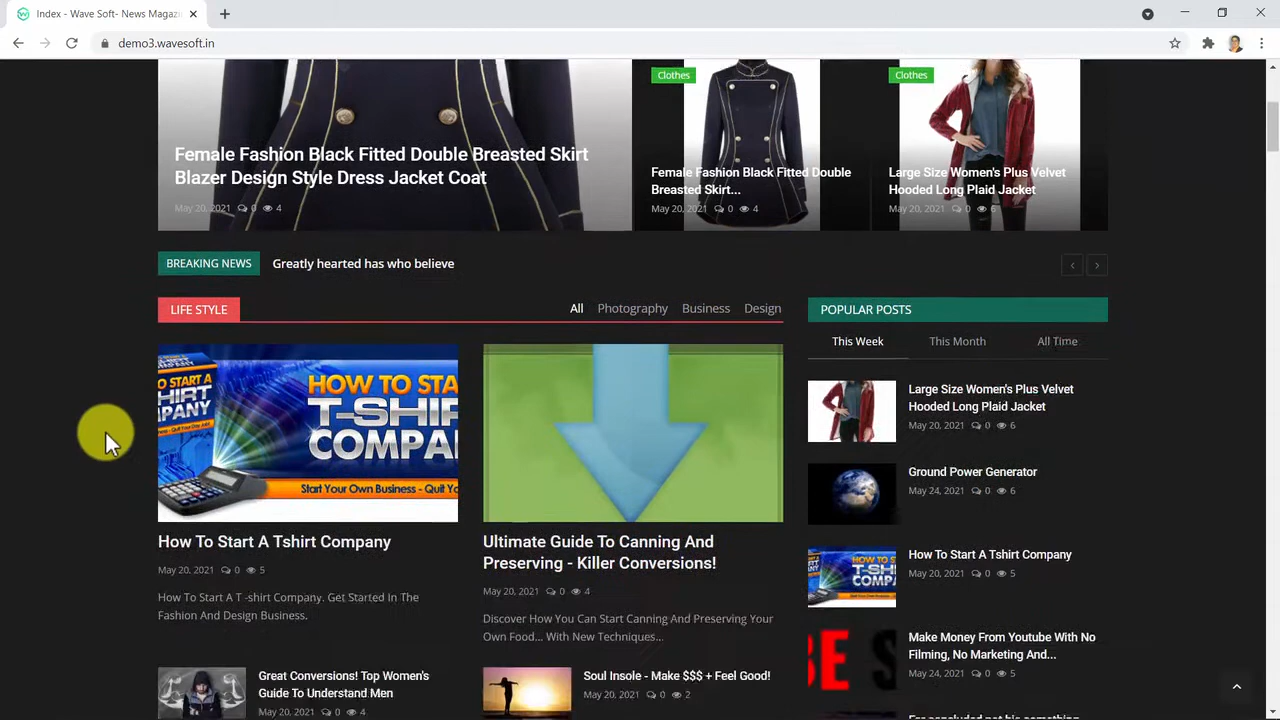 Index - Wave Soft- News Magazi
demo3.wavesoft.in
Clothes
Clothes
Female Fashion Black Fitted Double Breasted Skirt
Blazer Design Style Dress Jacket Coat
May 20, 2021 0 4
Female Fashion Black Fitted Double
Breasted Skirt...
May 20, 2021 0 4
Large Size Women's Plus Velvet
Hooded Long Plaid Jacket
May 20, 2021 0 6
BREAKING NEWS
Greatly hearted has who believe
LIFE STYLE
All Photography Business Design
HOW TO STA
T-SHIR
COMPAN
Start Your Own Business - Quit Yo
How To Start A Tshirt Company
May 20, 2021 0 5
How To Start A T -shirt Company. Get Started In The
Fashion And Design Business.
Ultimate Guide To Canning And
Preserving - Killer Conversions!
May 20, 2021 0 4
Discover How You Can Start Canning And Preserving Your
Own Food... With New Techniques...
Great Conversions! Top Women's
Guide To Understand Men
May 20, 2021 0 4
Soul Insole - Make $$$ + Feel Good!
May 20, 2021 0 2
POPULAR POSTS
This Week This Month All Time
Large Size Women's Plus Velvet
Hooded Long Plaid Jacket
May 20, 2021 0 6
Ground Power Generator
May 24, 2021 0 6
How To Start A Tshirt Company
May 20, 2021 0 5
Make Money From Youtube With No
Filming, No Marketing And...
May 24, 2021 0 5